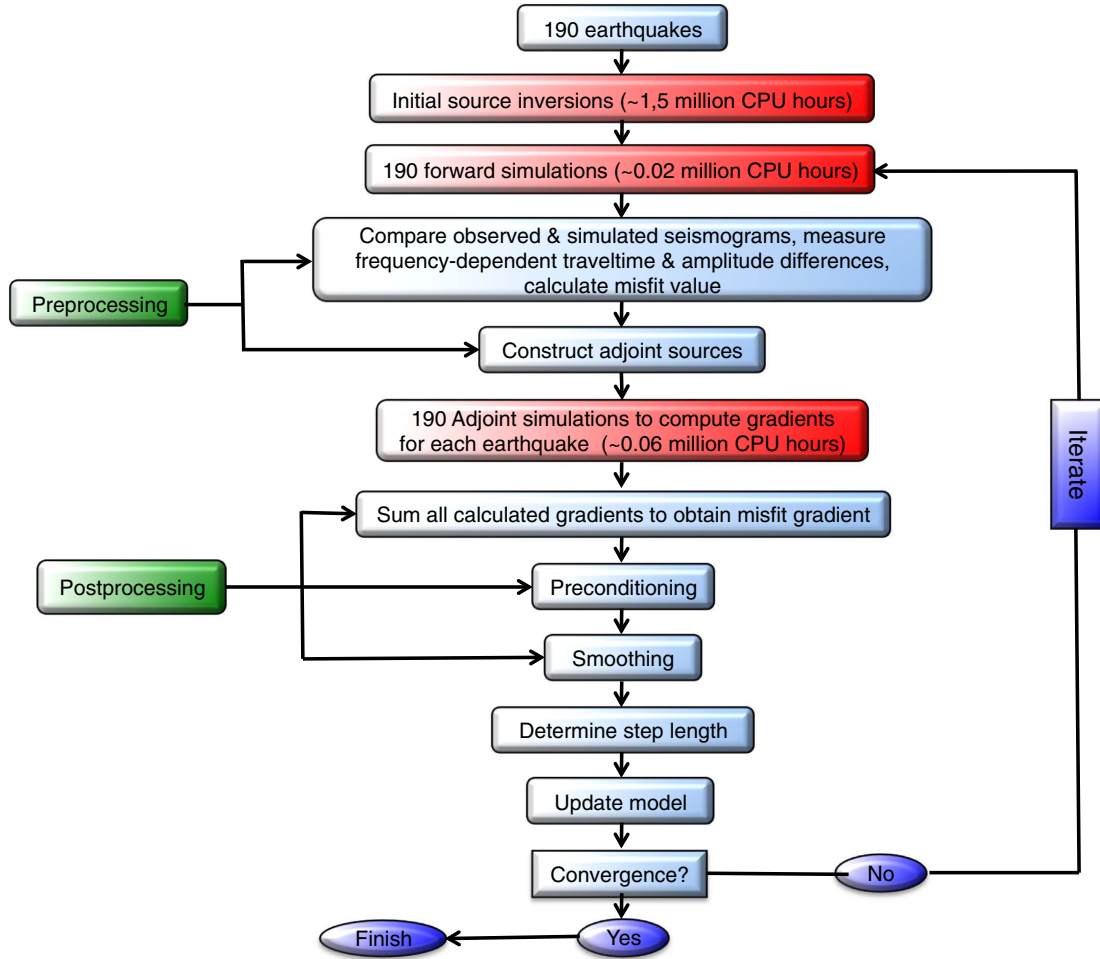 190 earthquakes
Initial source inversions (~1,5 million CPU hours)
190 forward simulations (~0.02 million CPU hours)
Compare observed & simulated seismograms, measure
frequency-dependent traveltime & amplitude differences,
calculate misfit value
Preprocessing
Construct adjoint sources
190 Adjoint simulations to compute gradients
for each earthquake (~0.06 million CPU hours)
Iterate
Sum all calculated gradients to obtain misfit gradient
Postprocessing
Preconditioning
Smoothing
Determine step length
Update model
Convergence?
No
Yes
Finish